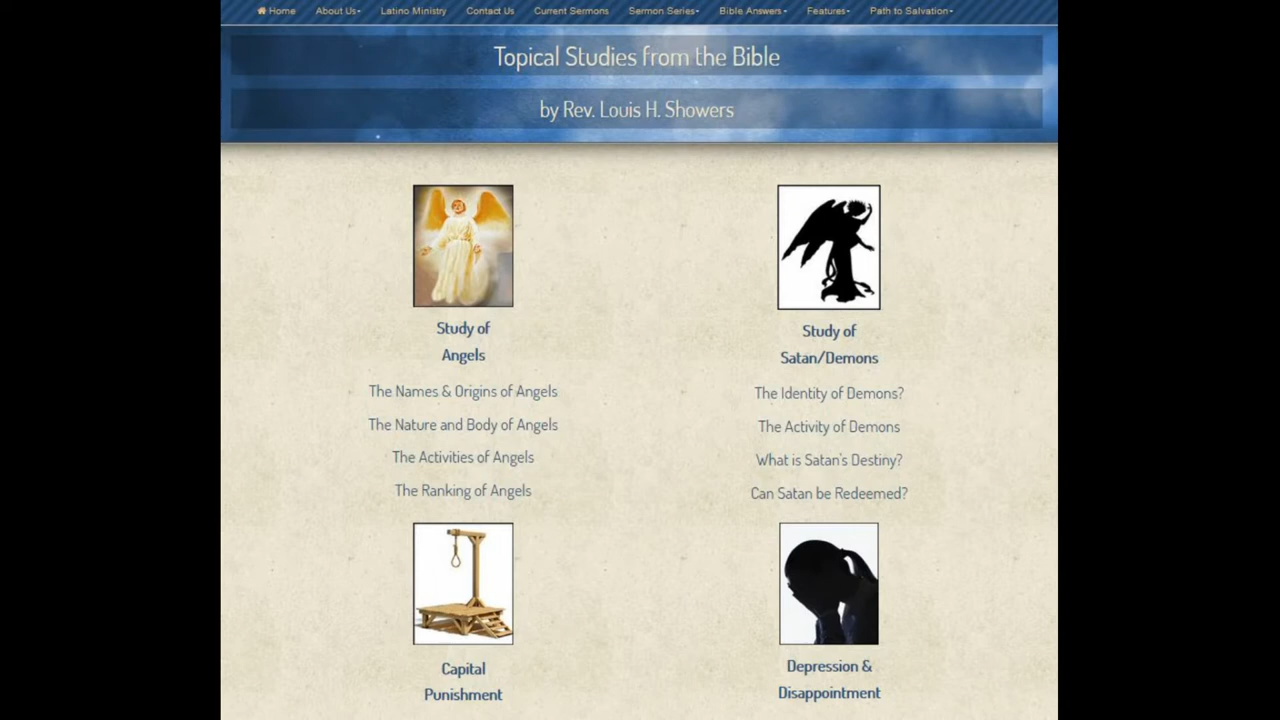 Home About Us Latino Ministry Contact Us Current Sermons Sermon Series Bible Answers Features Path to Salvation
Topical Studies from the Bible
by Rev. Louis H. Showers
Study of
Angels
The Names & Origins of Angels
The Nature and Body of Angels
The Activities of Angels
The Ranking of Angels
Study of
Satan/Demons
The Identity of Demons?
The Activity of Demons
What is Satan's Destiny?
Can Satan be Redeemed?
Capital
Punishment
Depression &
Disappointment